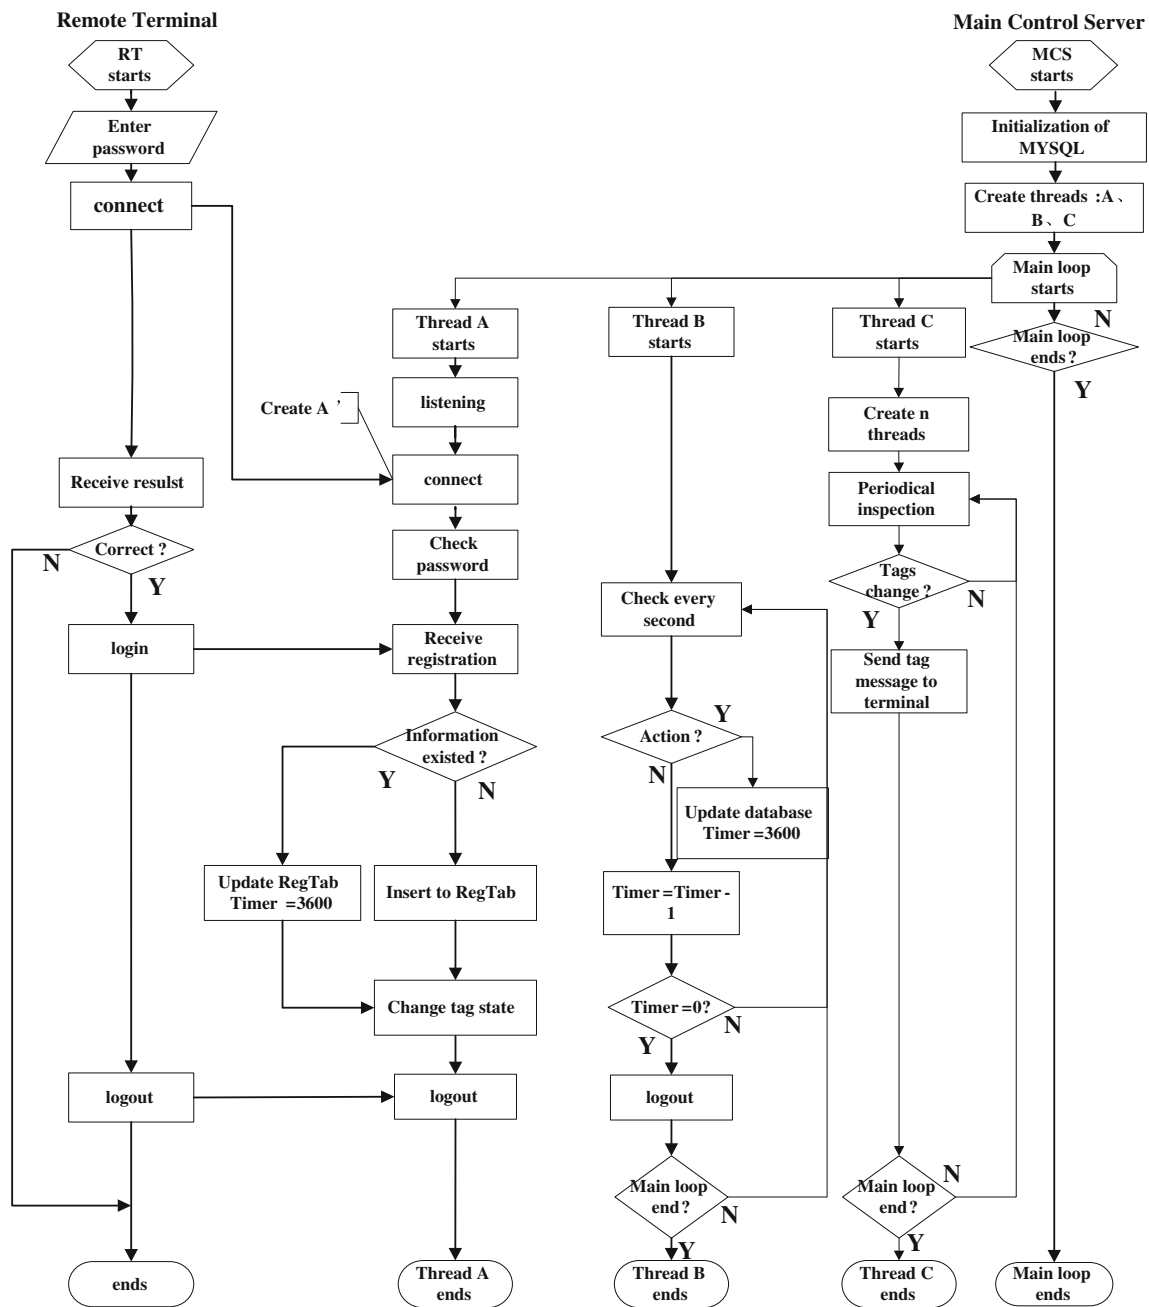 Remote Terminal
Main Control Server
RT
starts
MCS
starts
Enter
password
Initialization of
MYSQL
connect
Create threads :A、
B、C
Main loop
starts
Thread A
starts
Thread B
starts
Thread C
starts
N
Main loop
ends ?
Y
listening
Create A ’
Create n
threads
Receive resulst
connect
Periodical
inspection
Correct ?
N
Y
Check
password
Tags
change ?
N
Y
Check every
second
login
Receive
registration
Send tag
message to
terminal
Information
existed ?
Y
N
Action ?
Y
N
Update database
Timer =3600
Update RegTab
Timer =3600
Insert to RegTab
Timer =Timer -
1
Change tag state
Timer =0?
N
Y
logout
logout
logout
Main loop
end ?
N
Y
Main loop
end ?
N
Y
ends
Thread A
ends
Thread B
ends
Thread C
ends
Main loop
ends